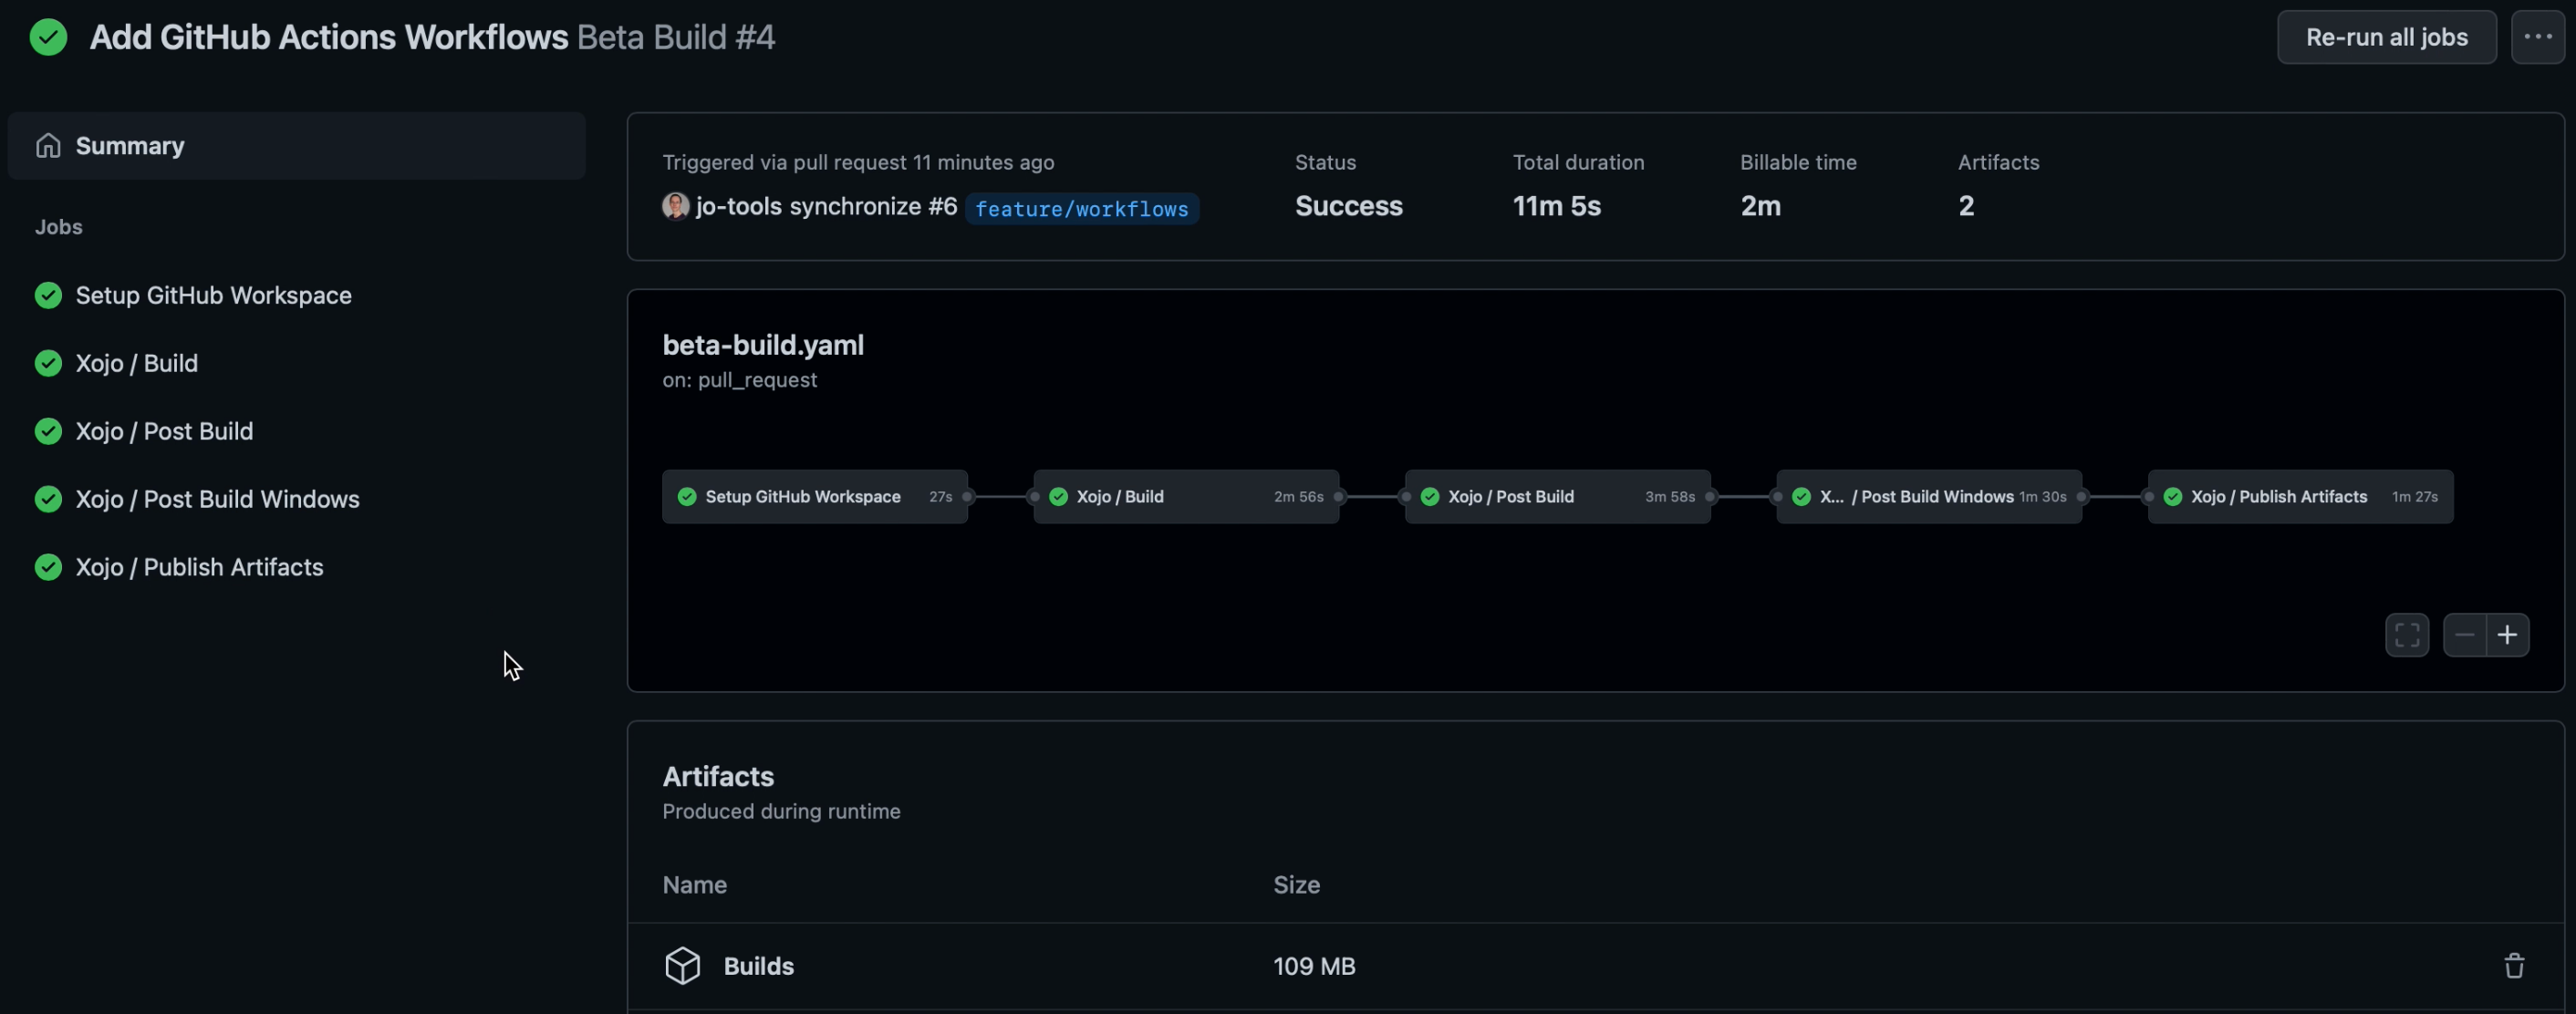 Add GitHub Actions Workflows Beta Build #4
Re-run all jobs
Summary
Jobs
Setup GitHub Workspace
Xojo / Build
Xojo / Post Build
Xojo / Post Build Windows
Xojo / Publish Artifacts
Triggered via pull request 11 minutes ago
jo-tools synchronize #6 feature/workflows
Status
Success
Total duration
11m 5s
Billable time
2m
Artifacts
2
beta-build.yaml
on: pull_request
Setup GitHub Workspace 27s
Xojo / Build 2m 56s
Xojo / Post Build 3m 58s
X... / Post Build Windows 1m 30s
Xojo / Publish Artifacts 1m 27s
Artifacts
Produced during runtime
Name Size
Builds 109 MB